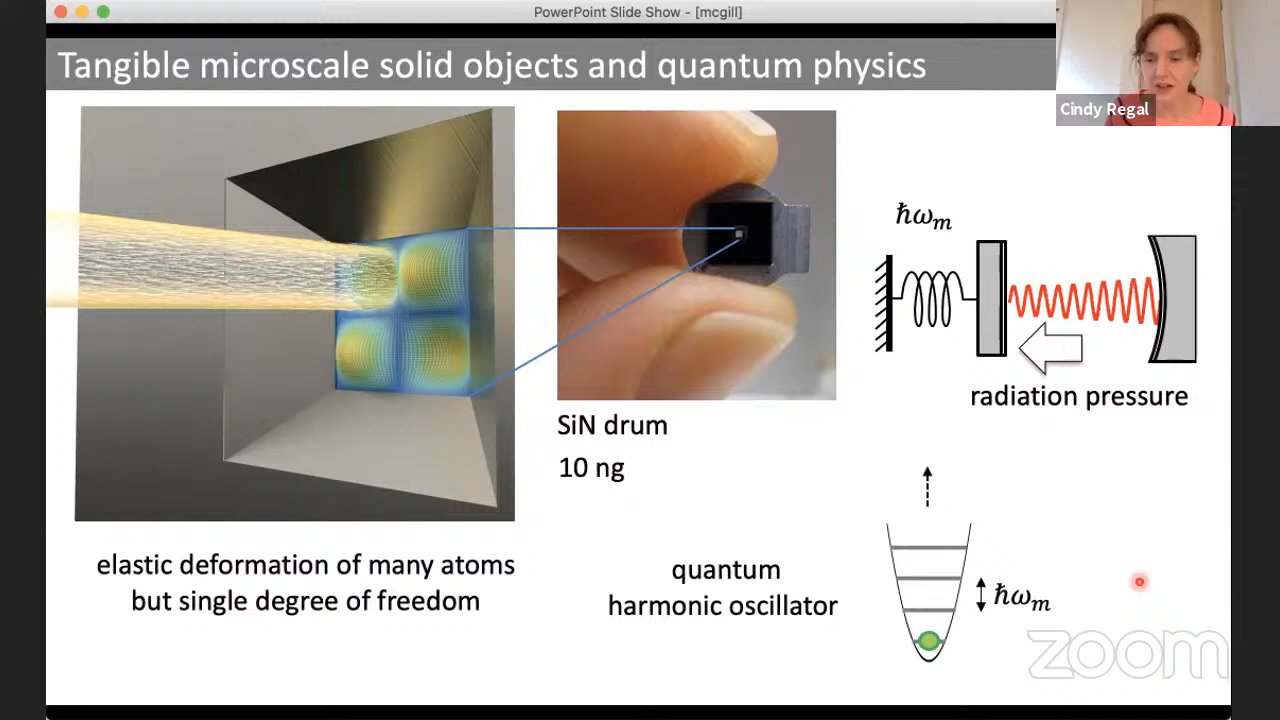 PowerPoint Slide Show - [mcgill]
Tangible microscale solid objects and quantum physics
Cindy Regal
ℏω_m
radiation pressure
SiN drum
10 ng
elastic deformation of many atoms
but single degree of freedom
quantum
harmonic oscillator
ℏω_m
zoom